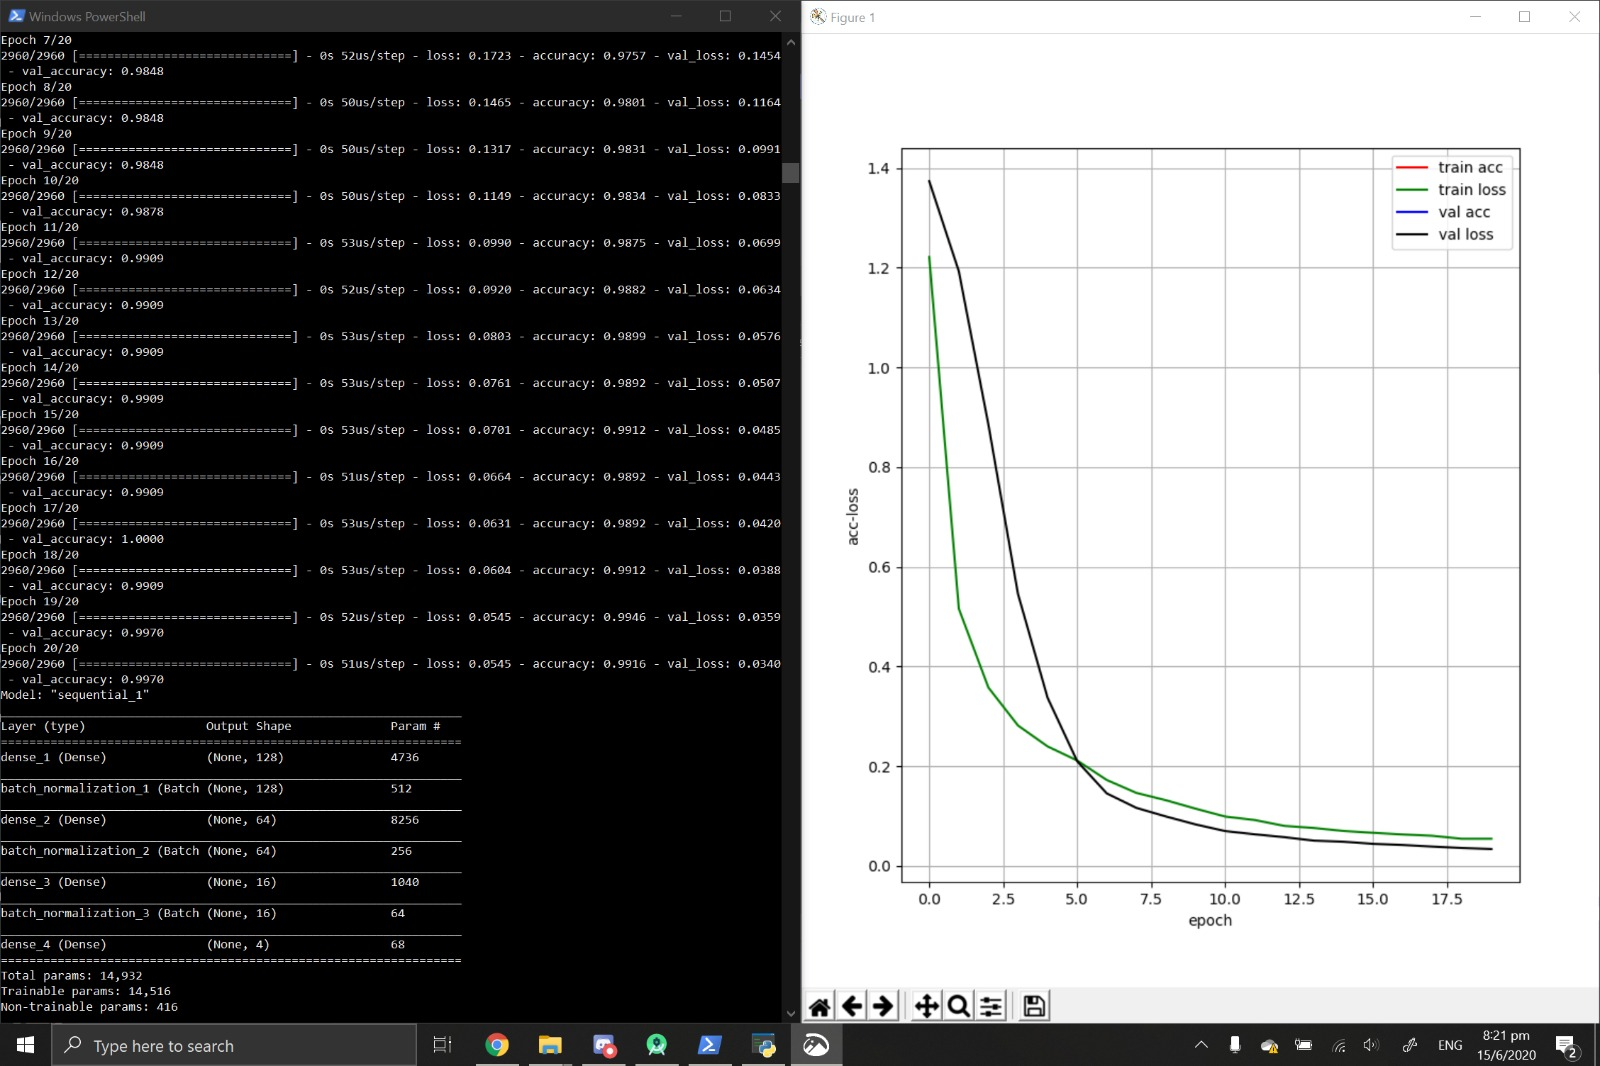 Windows PowerShell
Epoch 7/20
2960/2960 [==============================] - 0s 52us/step - loss: 0.1723 - accuracy: 0.9757 - val_loss: 0.1454
- val_accuracy: 0.9848
Epoch 8/20
2960/2960 [==============================] - 0s 50us/step - loss: 0.1465 - accuracy: 0.9801 - val_loss: 0.1164
- val_accuracy: 0.9848
Epoch 9/20
2960/2960 [==============================] - 0s 50us/step - loss: 0.1317 - accuracy: 0.9831 - val_loss: 0.0991
- val_accuracy: 0.9848
Epoch 10/20
2960/2960 [==============================] - 0s 50us/step - loss: 0.1149 - accuracy: 0.9834 - val_loss: 0.0833
- val_accuracy: 0.9878
Epoch 11/20
2960/2960 [==============================] - 0s 53us/step - loss: 0.0990 - accuracy: 0.9875 - val_loss: 0.0699
- val_accuracy: 0.9909
Epoch 12/20
2960/2960 [==============================] - 0s 52us/step - loss: 0.0920 - accuracy: 0.9882 - val_loss: 0.0634
- val_accuracy: 0.9909
Epoch 13/20
2960/2960 [==============================] - 0s 53us/step - loss: 0.0803 - accuracy: 0.9899 - val_loss: 0.0576
- val_accuracy: 0.9909
Epoch 14/20
2960/2960 [==============================] - 0s 53us/step - loss: 0.0761 - accuracy: 0.9892 - val_loss: 0.0507
- val_accuracy: 0.9909
Epoch 15/20
2960/2960 [==============================] - 0s 53us/step - loss: 0.0701 - accuracy: 0.9912 - val_loss: 0.0485
- val_accuracy: 0.9909
Epoch 16/20
2960/2960 [==============================] - 0s 51us/step - loss: 0.0664 - accuracy: 0.9892 - val_loss: 0.0443
- val_accuracy: 0.9909
Epoch 17/20
2960/2960 [==============================] - 0s 53us/step - loss: 0.0631 - accuracy: 0.9892 - val_loss: 0.0420
- val_accuracy: 1.0000
Epoch 18/20
2960/2960 [==============================] - 0s 53us/step - loss: 0.0604 - accuracy: 0.9912 - val_loss: 0.0388
- val_accuracy: 0.9909
Epoch 19/20
2960/2960 [==============================] - 0s 52us/step - loss: 0.0545 - accuracy: 0.9946 - val_loss: 0.0359
- val_accuracy: 0.9970
Epoch 20/20
2960/2960 [==============================] - 0s 51us/step - loss: 0.0545 - accuracy: 0.9916 - val_loss: 0.0340
- val_accuracy: 0.9970
Model: "sequential_1"
Layer (type) Output Shape Param #
dense_1 (Dense) (None, 128) 4736
batch_normalization_1 (Batch (None, 128) 512
dense_2 (Dense) (None, 64) 8256
batch_normalization_2 (Batch (None, 64) 256
dense_3 (Dense) (None, 16) 1040
batch_normalization_3 (Batch (None, 16) 64
dense_4 (Dense) (None, 4) 68
Total params: 14,932
Trainable params: 14,516
Non-trainable params: 416
Figure 1
train acc
train loss
val acc
val loss
1.4
1.2
1.0
0.8
0.6
0.4
0.2
0.0
acc-loss
0.0 2.5 5.0 7.5 10.0 12.5 15.0 17.5
epoch
Type here to search
ENG
8:21 pm
15/6/2020
2